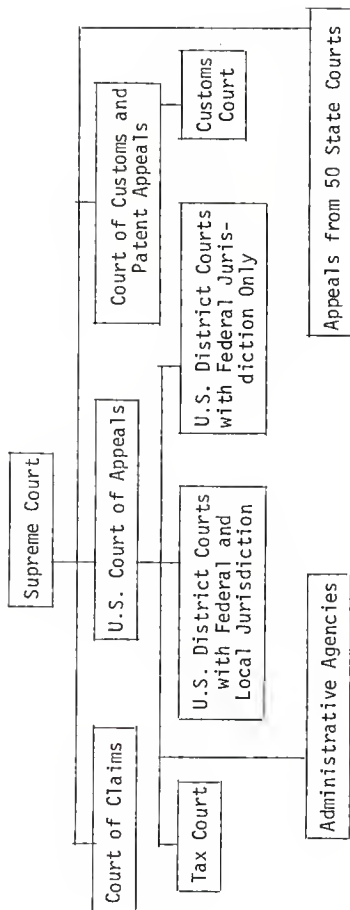 Supreme Court
Court of Claims
U.S. Court of Appeals
Court of Customs and
Patent Appeals
Tax Court
U.S. District Courts
with Federal and
Local Jurisdiction
U.S. District Courts
with Federal Juris-
diction Only
Customs
Court
Administrative Agencies
Appeals from 50 State Courts